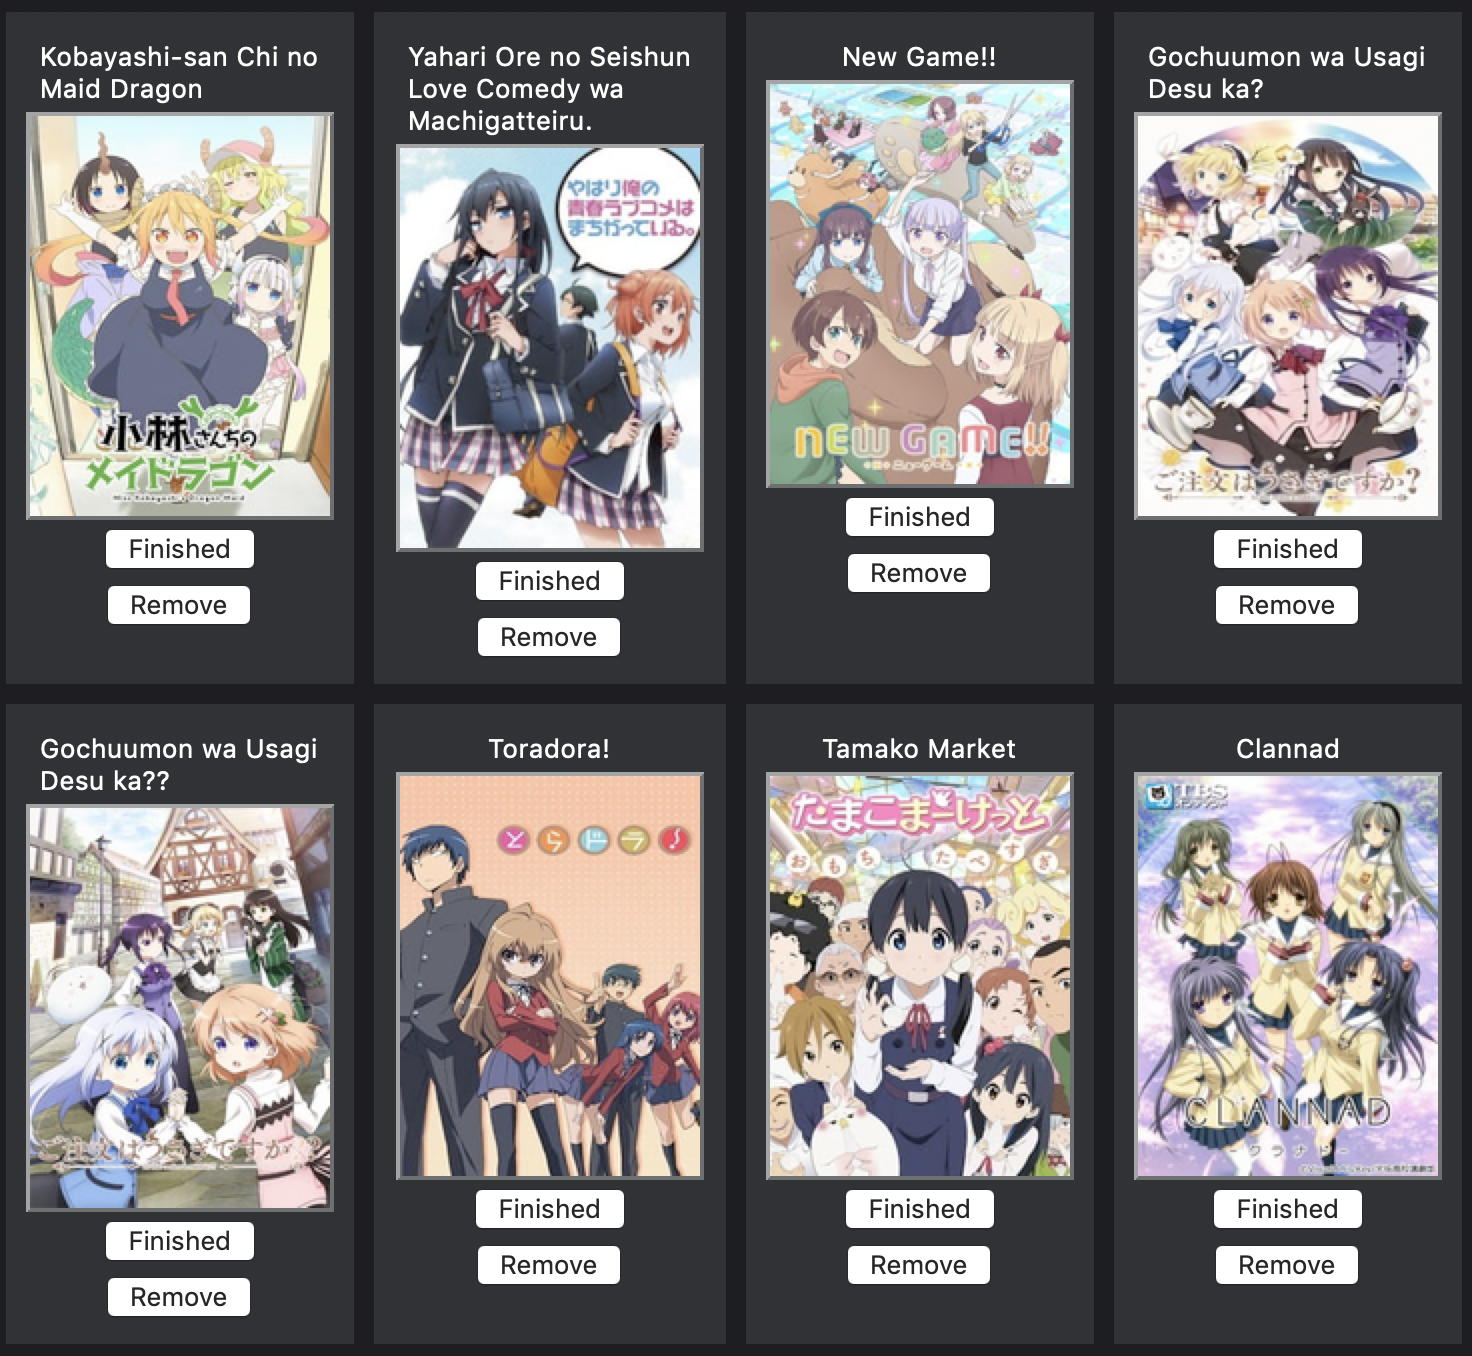 Kobayashi-san Chi no
Maid Dragon
小林さんちの
メイドラゴン
Miss Kobayashi's Dragon Maid
Finished
Remove
Yahari Ore no Seishun
Love Comedy wa
Machigatteiru.
やはり俺の
青春ラブコメは
まちがっている。
Finished
Remove
New Game!!
NEW GAME!!
ニューゲーム
Finished
Remove
Gochuumon wa Usagi
Desu ka?
ご注文はうさぎですか?
Finished
Remove
Gochuumon wa Usagi
Desu ka??
ご注文はうさぎですか??
Finished
Remove
Toradora!
とらドラ!
Finished
Remove
Tamako Market
たまこまーけっと
おもちたべすぎ
Finished
Remove
Clannad
TBS
CLANNAD
-クラナド-
Finished
Remove